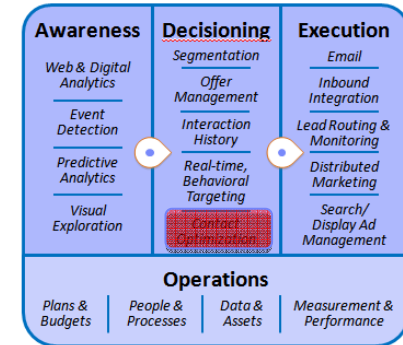 Awareness
Web & Digital
Analytics
Event
Detection
Predictive
Analytics
Visual
Exploration
Decisioning
Segmentation
Offer
Management
Interaction
History
Real-time,
Behavioral
Targeting
Contact
Optimization
Execution
Email
Inbound
Integration
Lead Routing &
Monitoring
Distributed
Marketing
Search/
Display Ad
Management
Operations
Plans &
Budgets
People &
Processes
Data &
Assets
Measurement &
Performance